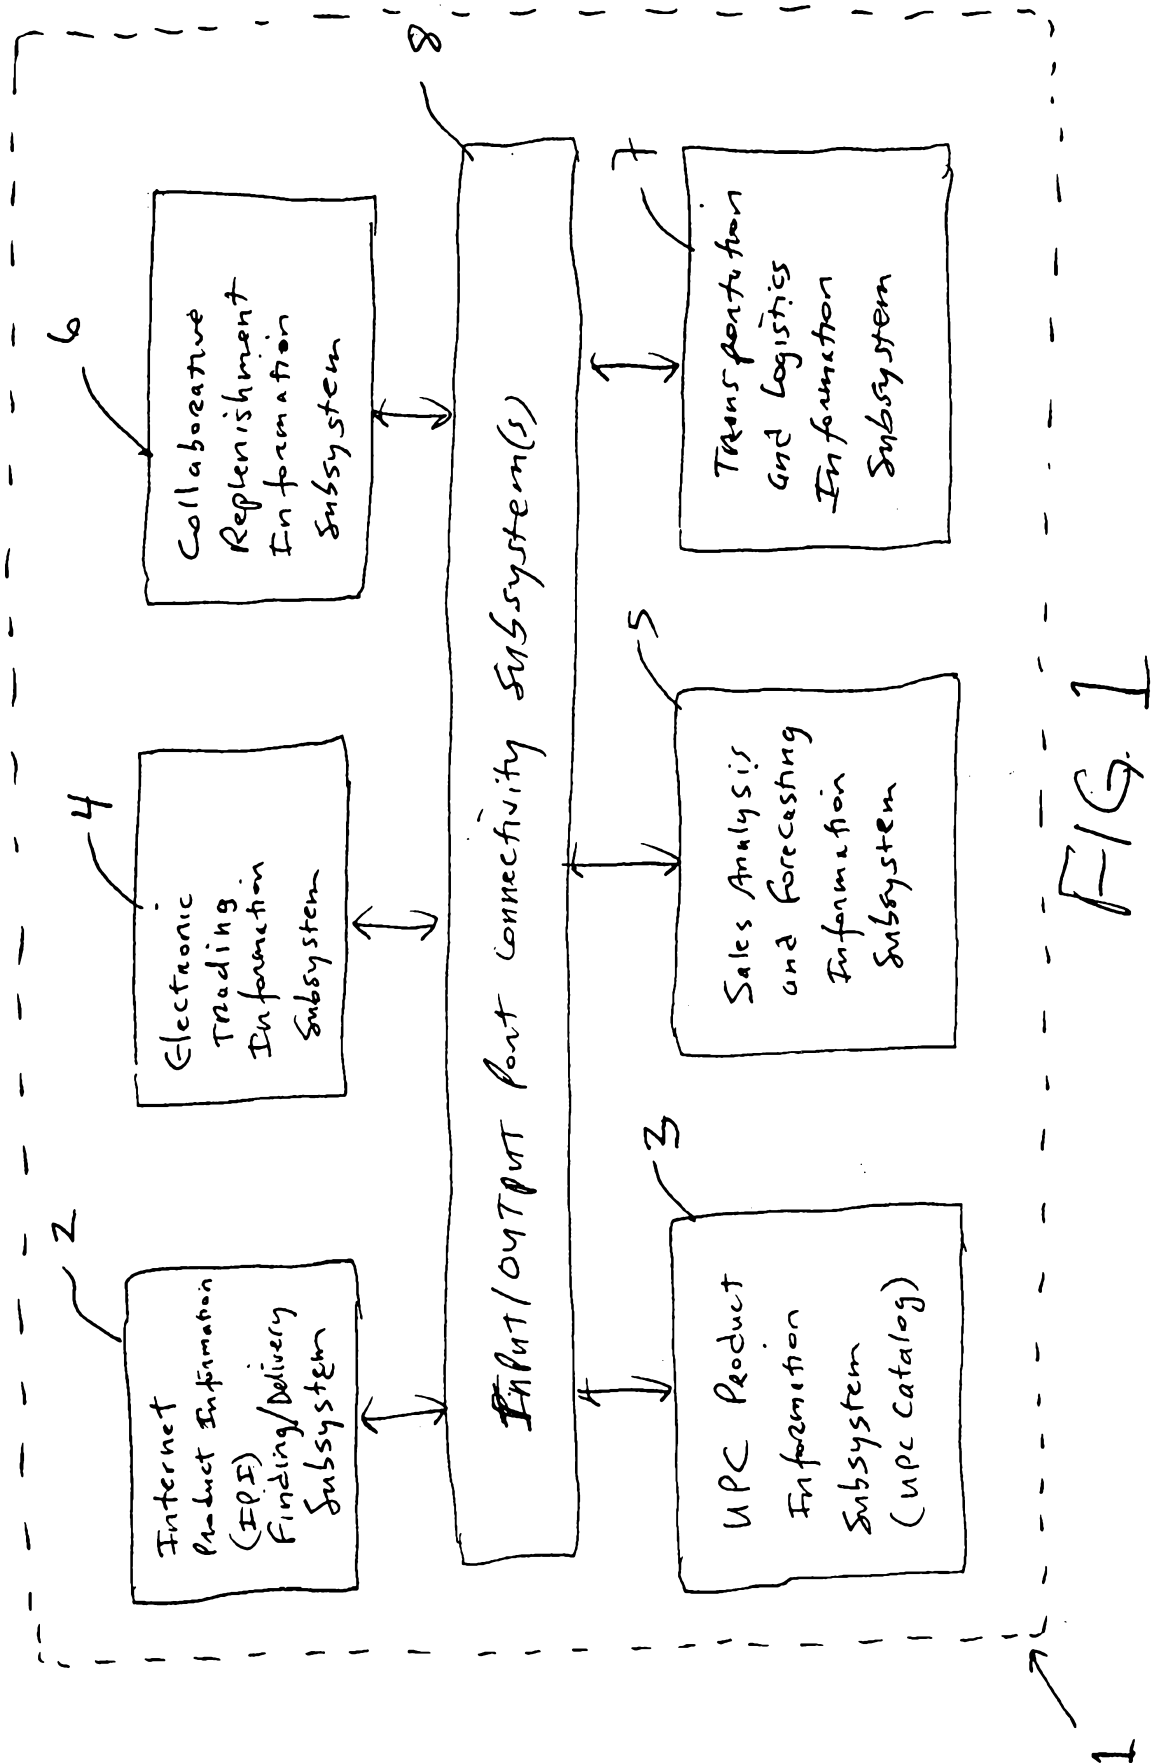 2
Internet
Product Information
(IPI)
Finding/Delivery
Subsystem
4
Electronic
Trading
Information
Subsystem
6
Collaborative
Replenishment
Information
Subsystem
8
Input/Output Port Connectivity Subsystem(s)
3
UPC Product
Information
Subsystem
(UPC Catalog)
5
Sales Analysis
and Forecasting
Information
Subsystem
7
Transportation
and Logistics
Information
Subsystem
1
FIG. 1